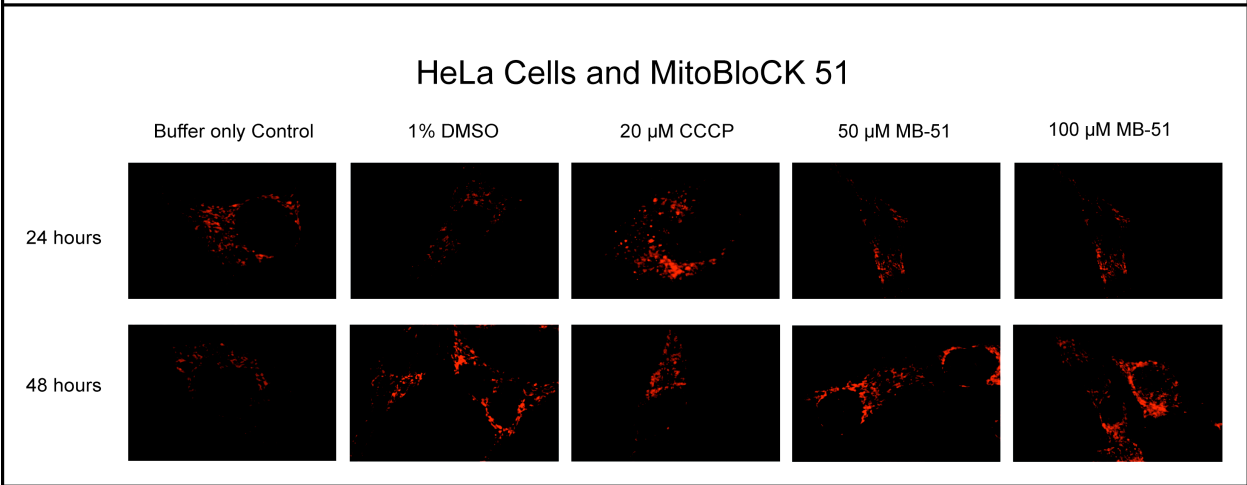 HeLa Cells and MitoBloCK 51
Buffer only Control 1% DMSO 20 µM CCCP 50 µM MB-51 100 µM MB-51
24 hours
48 hours